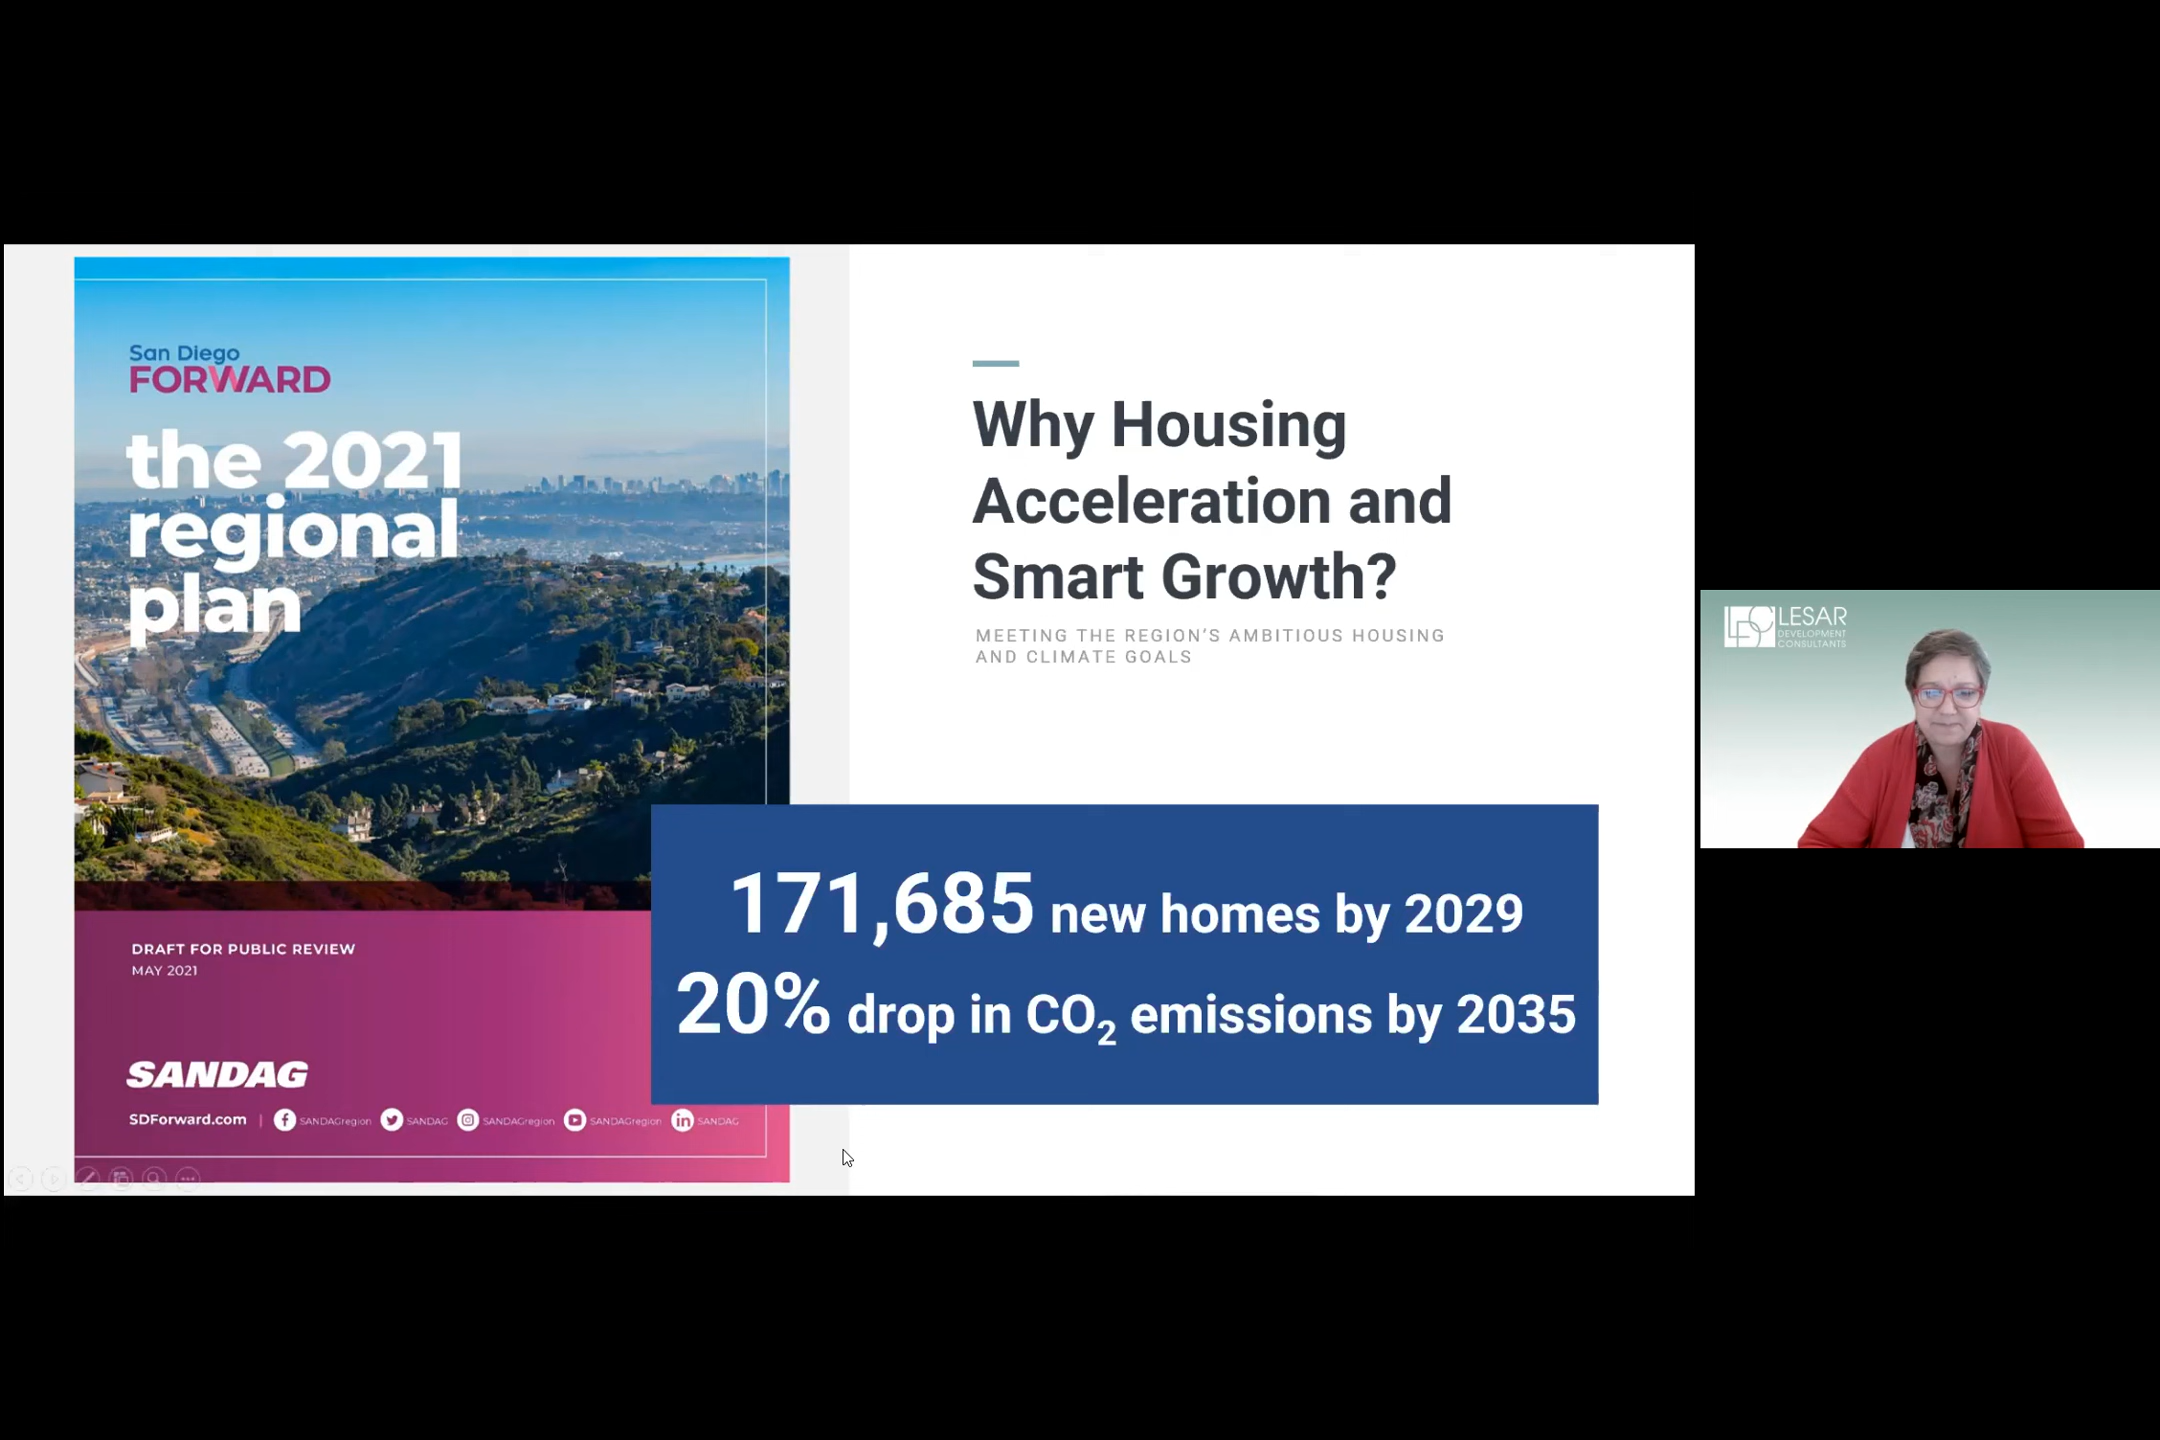 San Diego
FORWARD
the 2021
regional
plan
DRAFT FOR PUBLIC REVIEW
MAY 2021
SANDAG
SDForward.com | SANDAGregion SANDAG SANDAGregion SANDAGregion SANDAG
Why Housing
Acceleration and
Smart Growth?
MEETING THE REGION'S AMBITIOUS HOUSING
AND CLIMATE GOALS
171,685 new homes by 2029
20% drop in CO₂ emissions by 2035
LDC LESAR
DEVELOPMENT
CONSULTANTS